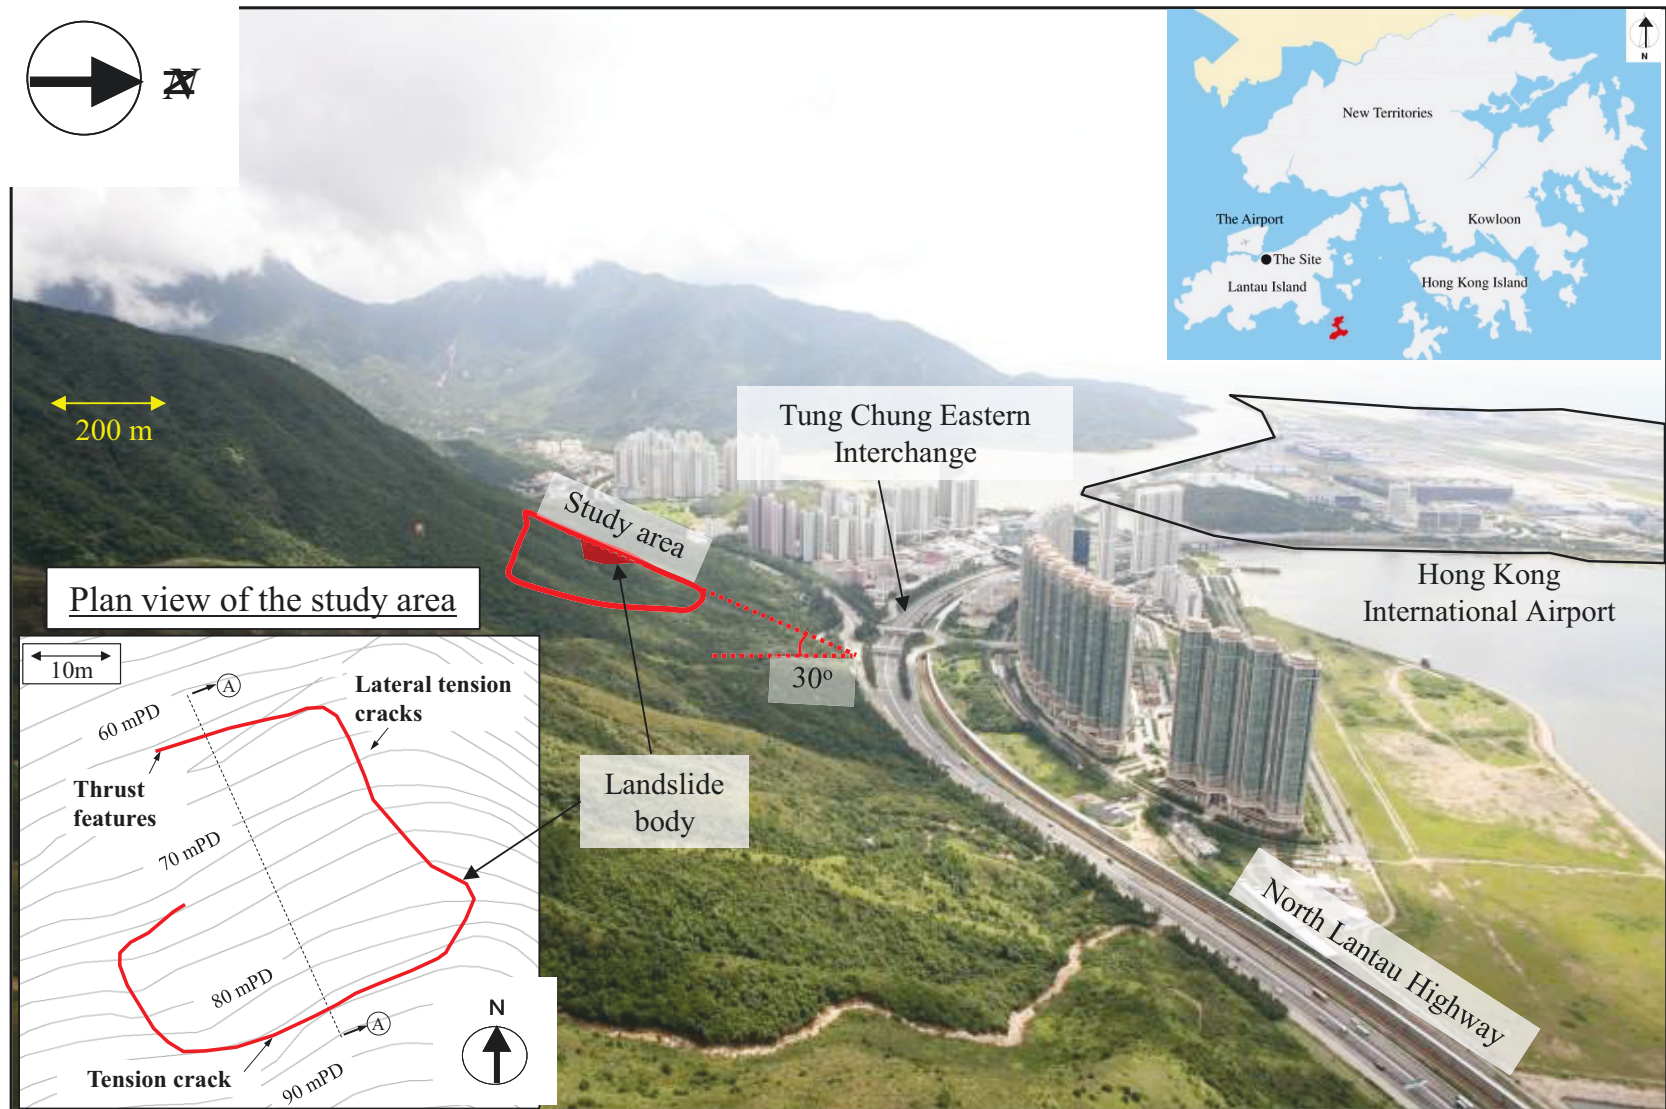 N
New Territories
The Airport
Kowloon
The Site
Lantau Island
Hong Kong Island
200 m
Tung Chung Eastern
Interchange
Study area
Hong Kong
International Airport
30°
Plan view of the study area
10m
A
Lateral tension
cracks
60 mPD
Thrust
features
Landslide
body
70 mPD
80 mPD
N
A
Tension crack
90 mPD
North Lantau Highway